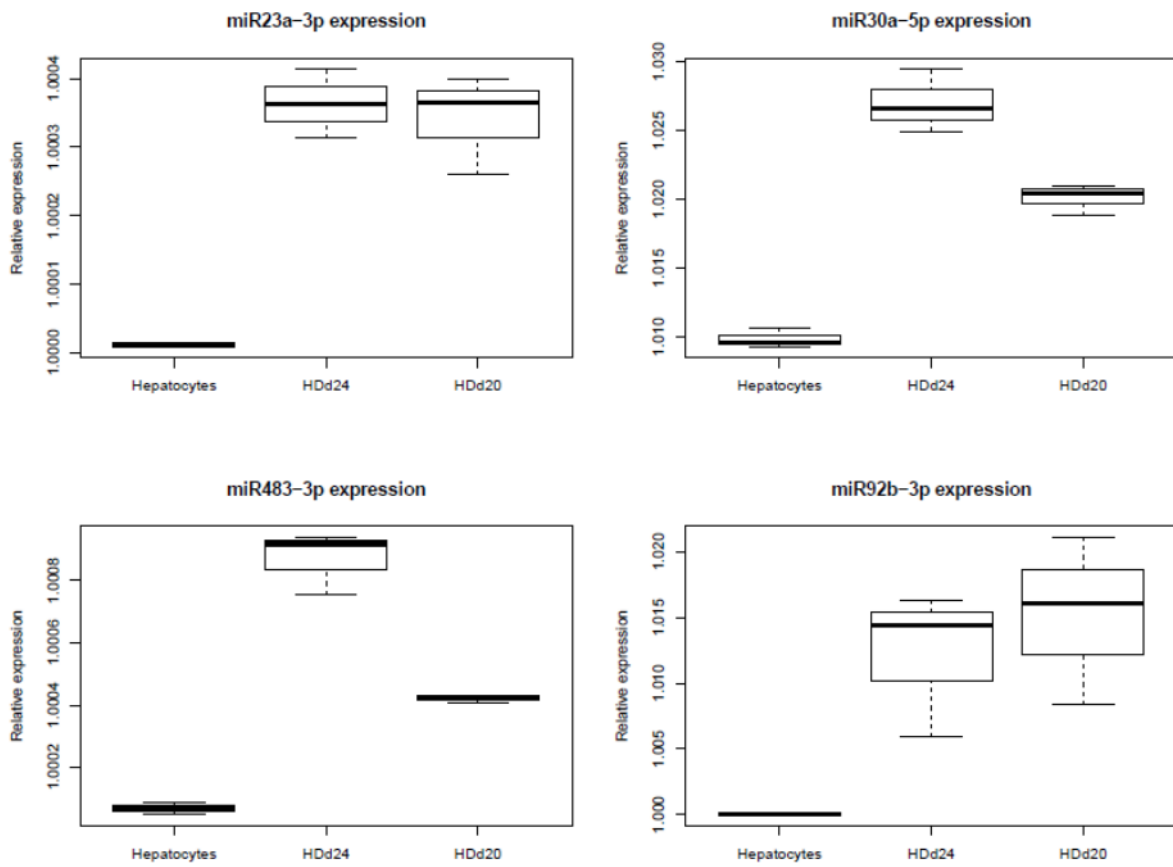 miR23a−3p expression
Relative expression
1.0004
1.0003
1.0002
1.0001
1.0000
Hepatocytes HDd24 HDd20
miR30a−5p expression
Relative expression
1.030
1.025
1.020
1.015
1.010
Hepatocytes HDd24 HDd20
miR483−3p expression
Relative expression
1.0008
1.0006
1.0004
1.0002
Hepatocytes HDd24 HDd20
miR92b−3p expression
Relative expression
1.020
1.015
1.010
1.005
1.000
Hepatocytes HDd24 HDd20